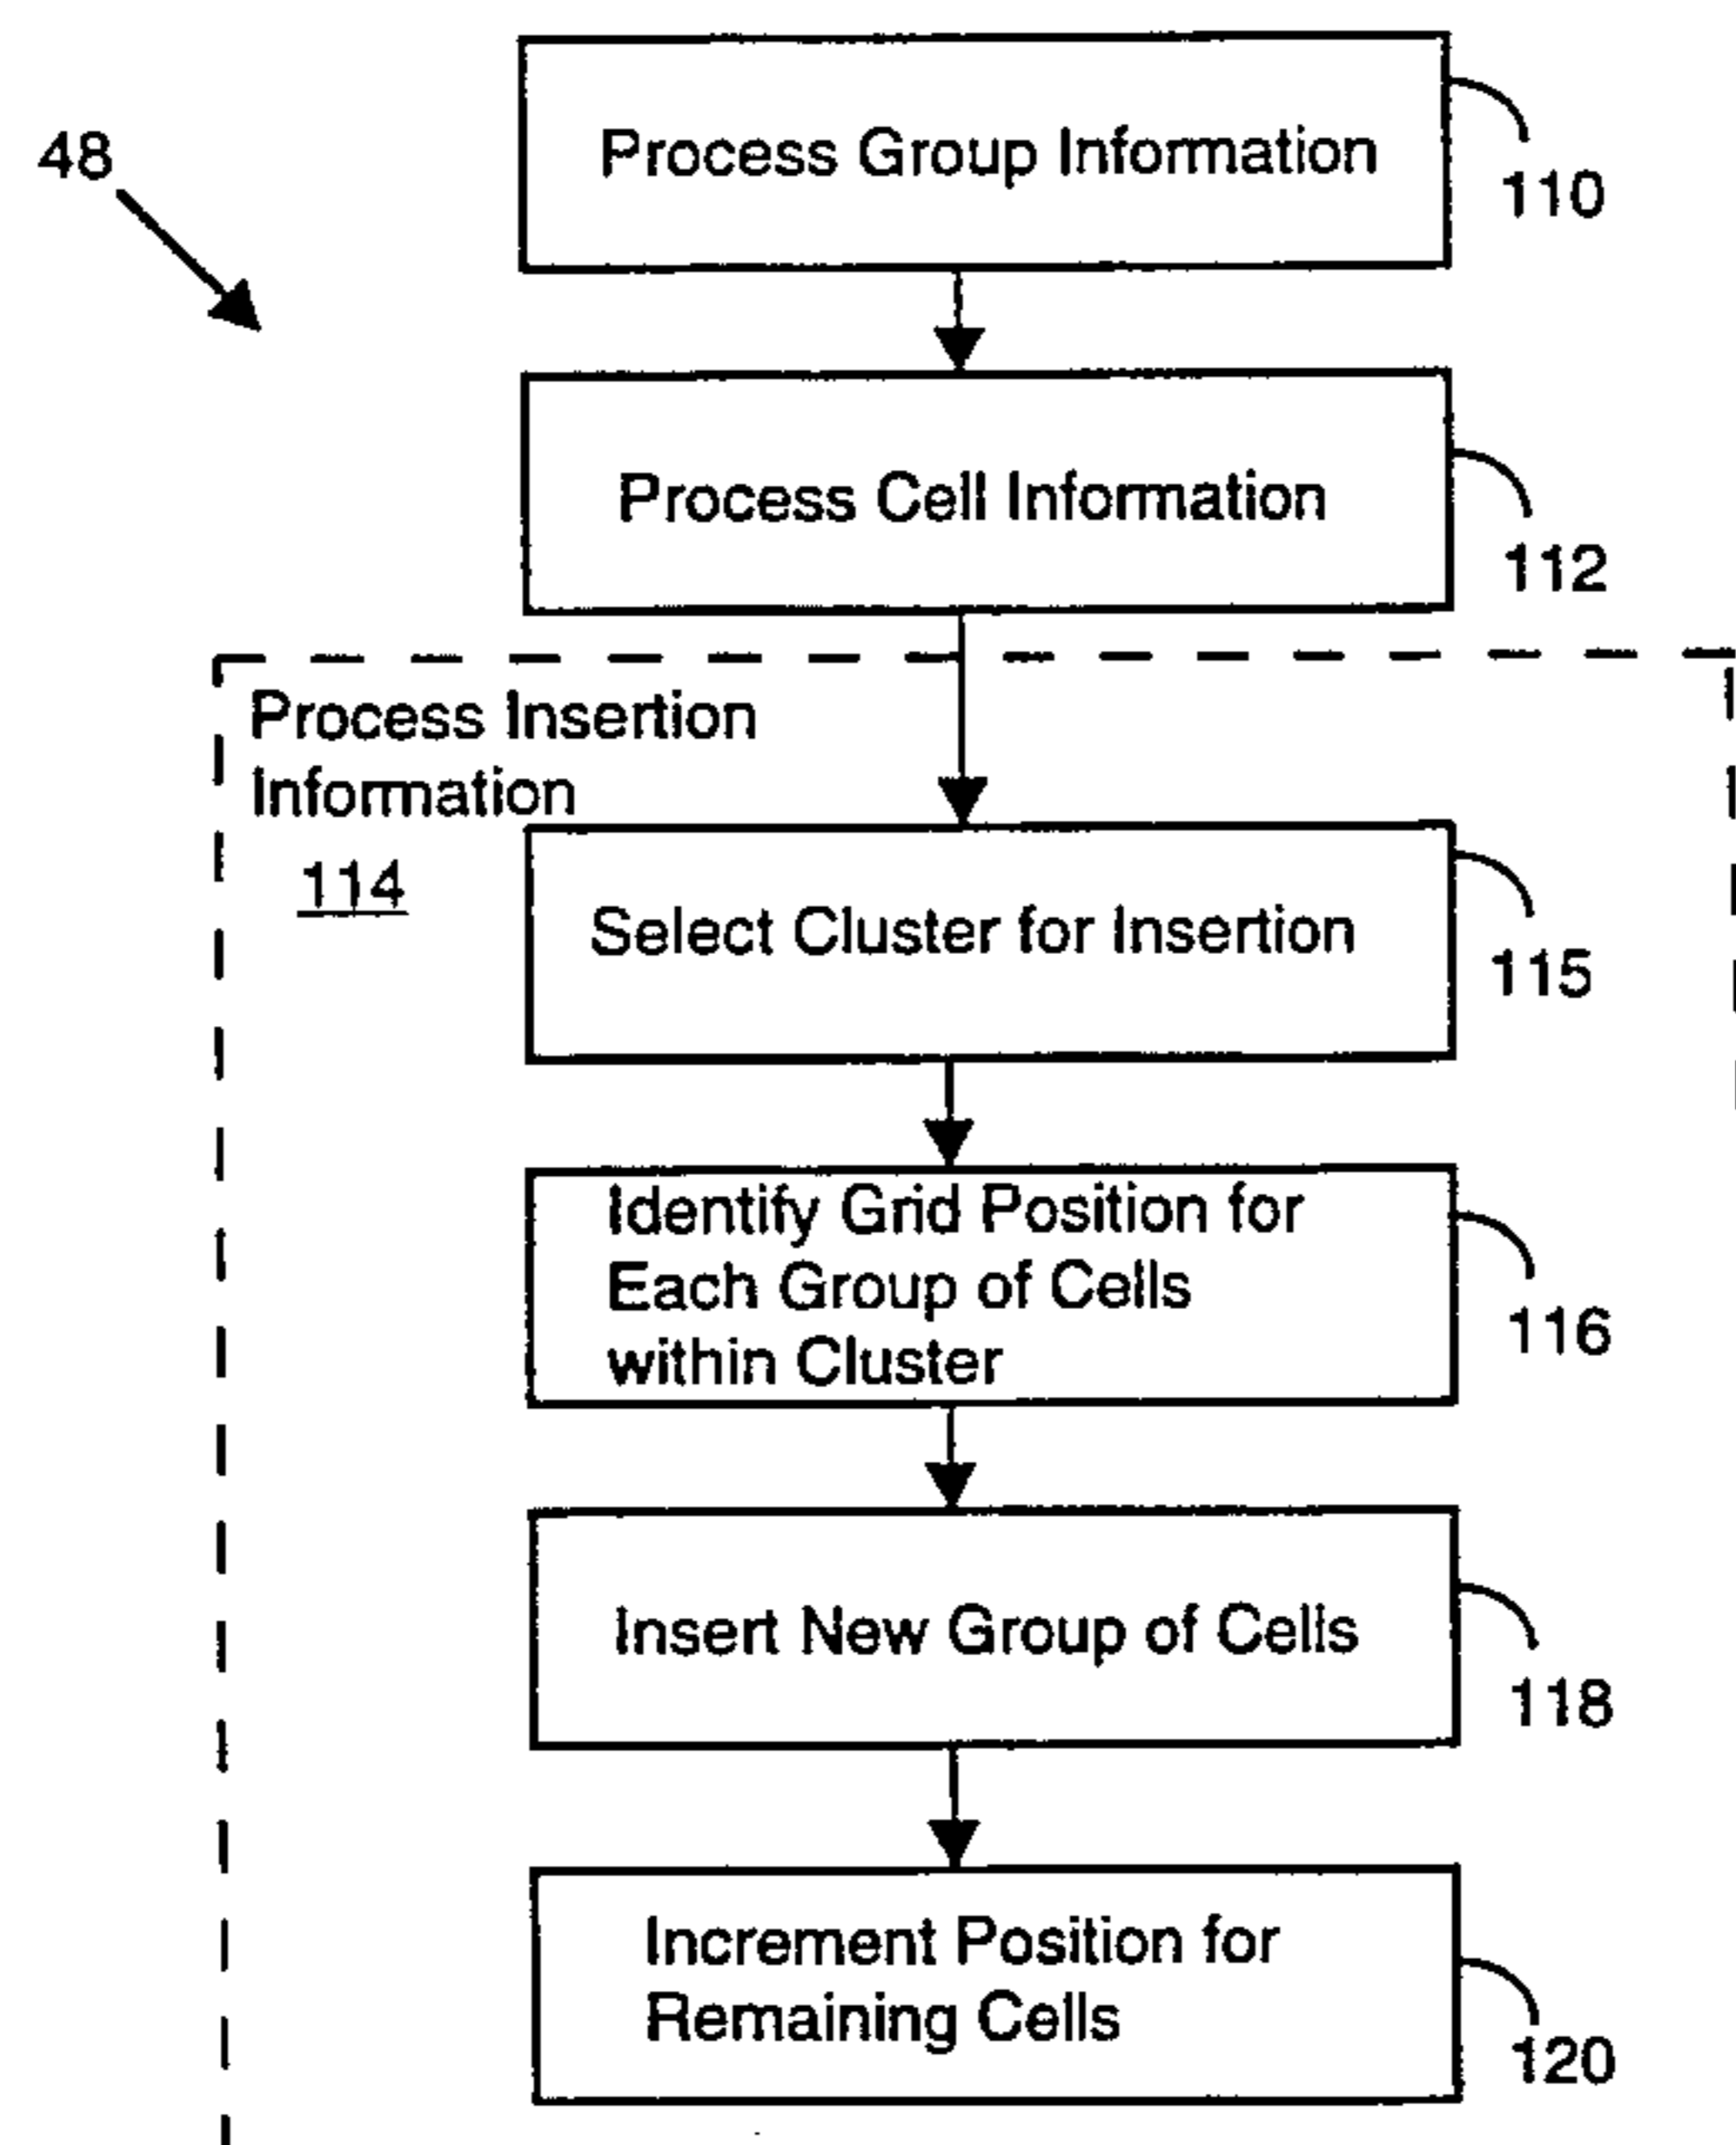 48
Process Group Information
110
Process Cell Information
112
Process Insertion
Information
114
Select Cluster for Insertion
115
Identify Grid Position for
Each Group of Cells
within Cluster
116
Insert New Group of Cells
118
Increment Position for
Remaining Cells
120